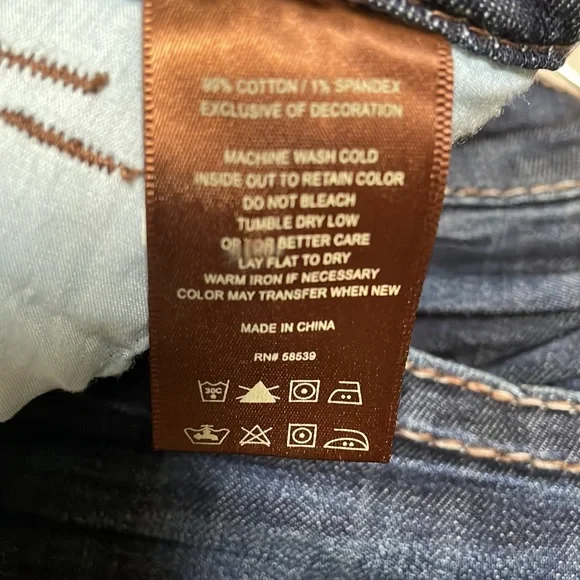 99% COTTON / 1% SPANDEX
EXCLUSIVE OF DECORATION
MACHINE WASH COLD
INSIDE OUT TO RETAIN COLOR
DO NOT BLEACH
TUMBLE DRY LOW
OR FOR BETTER CARE
LAY FLAT TO DRY
WARM IRON IF NECESSARY
COLOR MAY TRANSFER WHEN NEW
MADE IN CHINA
RN# 58539
30C